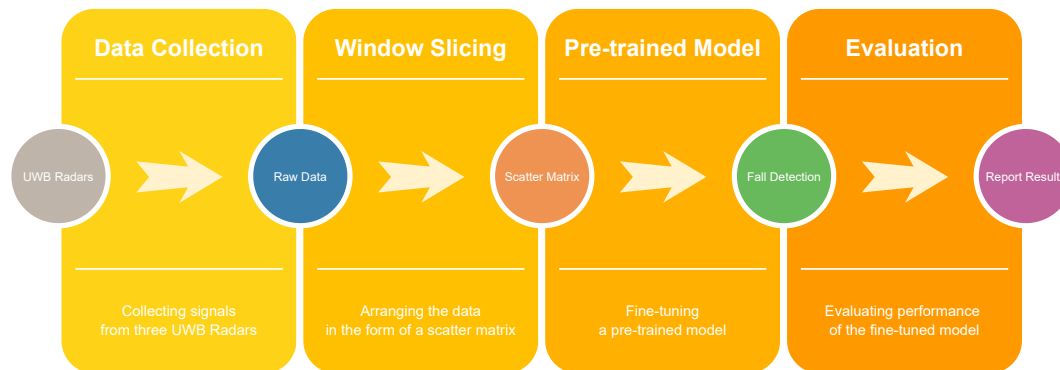 Data Collection
Window Slicing
Pre-trained Model
Evaluation
UWB Radars
Raw Data
Scatter Matrix
Fall Detection
Report Result
Collecting signals
from three UWB Radars
Arranging the data
in the form of a scatter matrix
Fine-tuning
a pre-trained model
Evaluating performance
of the fine-tuned model